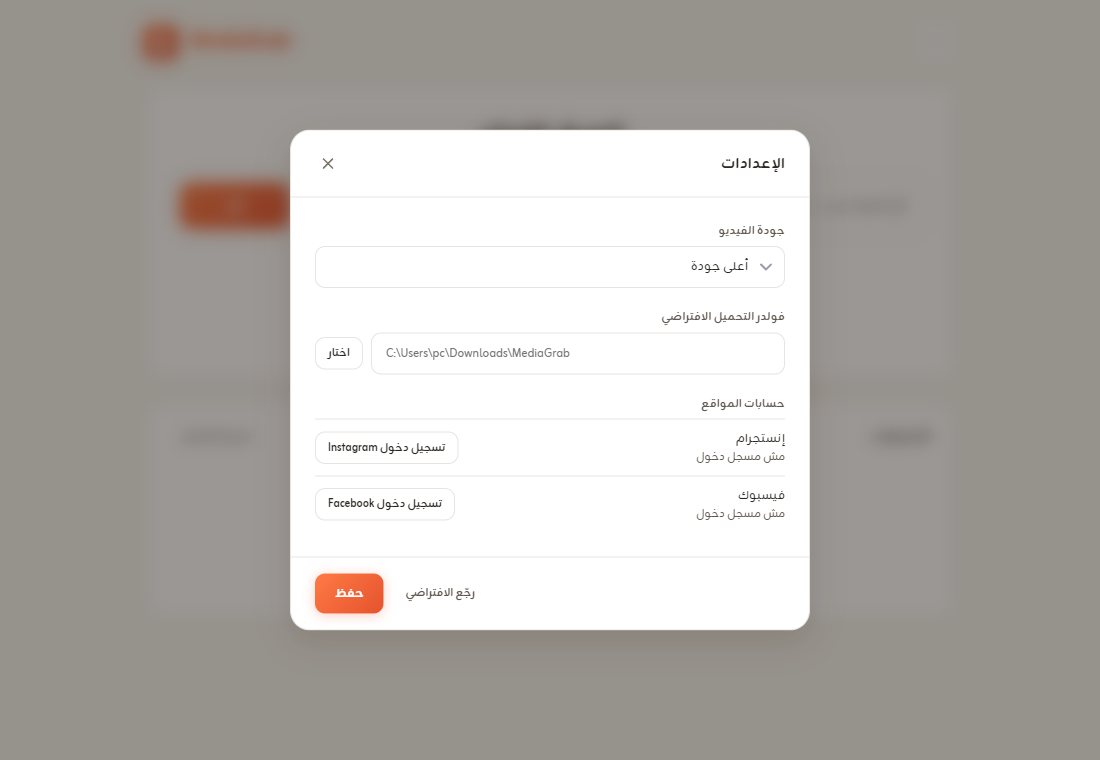 الإعدادات
جودة الفيديو
أعلى جودة
فولدر التحميل الافتراضي
C:\Users\pc\Downloads\MediaGrab
اختار
حسابات المواقع
إنستجرام
مش مسجل دخول
تسجيل دخول Instagram
فيسبوك
مش مسجل دخول
تسجيل دخول Facebook
رجّع الافتراضي
حفظ